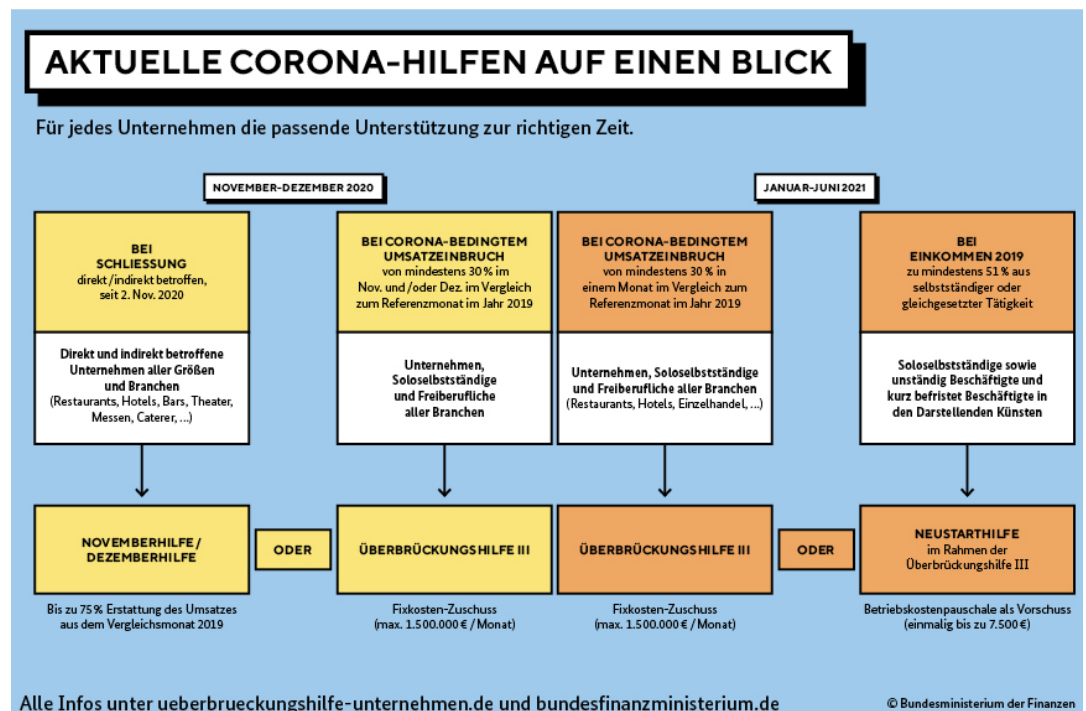 AKTUELLE CORONA-HILFEN AUF EINEN BLICK
Für jedes Unternehmen die passende Unterstützung zur richtigen Zeit.
NOVEMBER–DEZEMBER 2020
BEI
SCHLIESSUNG
direkt/indirekt betroffen,
seit 2. Nov. 2020
Direkt und indirekt betroffene
Unternehmen aller Größen
und Branchen
(Restaurants, Hotels, Bars, Theater,
Messen, Caterer, ...)
NOVEMBERHILFE/
DEZEMBERHILFE
Bis zu 75% Erstattung des Umsatzes
aus dem Vergleichsmonat 2019
ODER
BEI CORONA-BEDINGTEM
UMSATZEINBRUCH
von mindestens 30% im
Nov. und/oder Dez. im Vergleich
zum Referenzmonat im Jahr 2019
Unternehmen,
Soloselbstständige
und Freiberufliche
aller Branchen
ÜBERBRÜCKUNGSHILFE III
Fixkosten-Zuschuss
(max. 1.500.000 € / Monat)
JANUAR–JUNI 2021
BEI CORONA-BEDINGTEM
UMSATZEINBRUCH
von mindestens 30% in
einem Monat im Vergleich zum
Referenzmonat im Jahr 2019
Unternehmen, Soloselbstständige
und Freiberufliche aller Branchen
(Restaurants, Hotels, Einzelhandel, ...)
ÜBERBRÜCKUNGSHILFE III
Fixkosten-Zuschuss
(max. 1.500.000 € / Monat)
ODER
BEI
EINKOMMEN 2019
zu mindestens 51% aus
selbstständiger oder
gleichgesetzter Tätigkeit
Soloselbstständige sowie
unständig Beschäftigte und
kurz befristet Beschäftigte in
den Darstellenden Künsten
NEUSTARTHILFE
im Rahmen der
Überbrückungshilfe III
Betriebskostenpauschale als Vorschuss
(einmalig bis zu 7.500 €)
Alle Infos unter ueberbrueckungshilfe-unternehmen.de und bundesfinanzministerium.de
© Bundesministerium der Finanzen